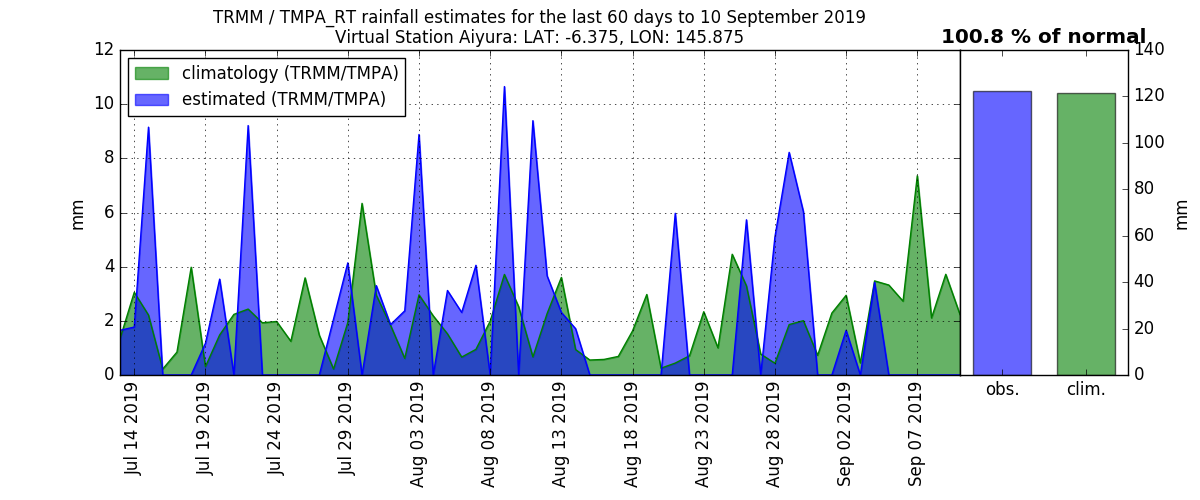 TRMM / TMPA_RT rainfall estimates for the last 60 days to 10 September 2019
Virtual Station Aiyura: LAT: -6.375, LON: 145.875
100.8 % of normal
climatology (TRMM/TMPA)
estimated (TRMM/TMPA)
mm
12
10
8
6
4
2
0
Jul 14 2019
Jul 19 2019
Jul 24 2019
Jul 29 2019
Aug 03 2019
Aug 08 2019
Aug 13 2019
Aug 18 2019
Aug 23 2019
Aug 28 2019
Sep 02 2019
Sep 07 2019
obs.
clim.
140
120
100
80
60
40
20
0
mm